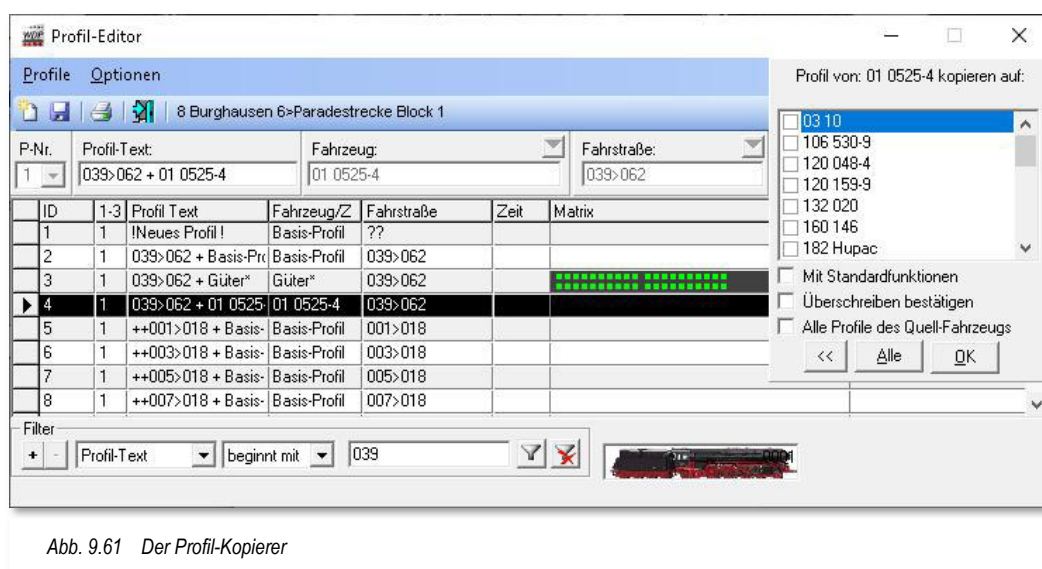 WDP Profil-Editor
Profile Optionen
8 Burghausen 6>Paradestrecke Block 1
P-Nr. Profil-Text: Fahrzeug: Fahrstraße:
1 039>062 + 01 0525-4 01 0525-4 039>062
ID 1-3 Profil Text Fahrzeug/Z Fahrstraße Zeit Matrix
1 1 !Neues Profil ! Basis-Profil ??
2 1 039>062 + Basis-Pro Basis-Profil 039>062
3 1 039>062 + Güter* Güter* 039>062
4 1 039>062 + 01 0525- 01 0525-4 039>062
5 1 ++001>018 + Basis- Basis-Profil 001>018
6 1 ++003>018 + Basis- Basis-Profil 003>018
7 1 ++005>018 + Basis- Basis-Profil 005>018
8 1 ++007>018 + Basis- Basis-Profil 007>018
Profil von: 01 0525-4 kopieren auf:
03 10
106 530-9
120 048-4
120 159-9
132 020
160 146
182 Hupac
Mit Standardfunktionen
Überschreiben bestätigen
Alle Profile des Quell-Fahrzeugs
<< Alle OK
Filter
+ - Profil-Text beginnt mit 039
0001
Abb. 9.61 Der Profil-Kopierer